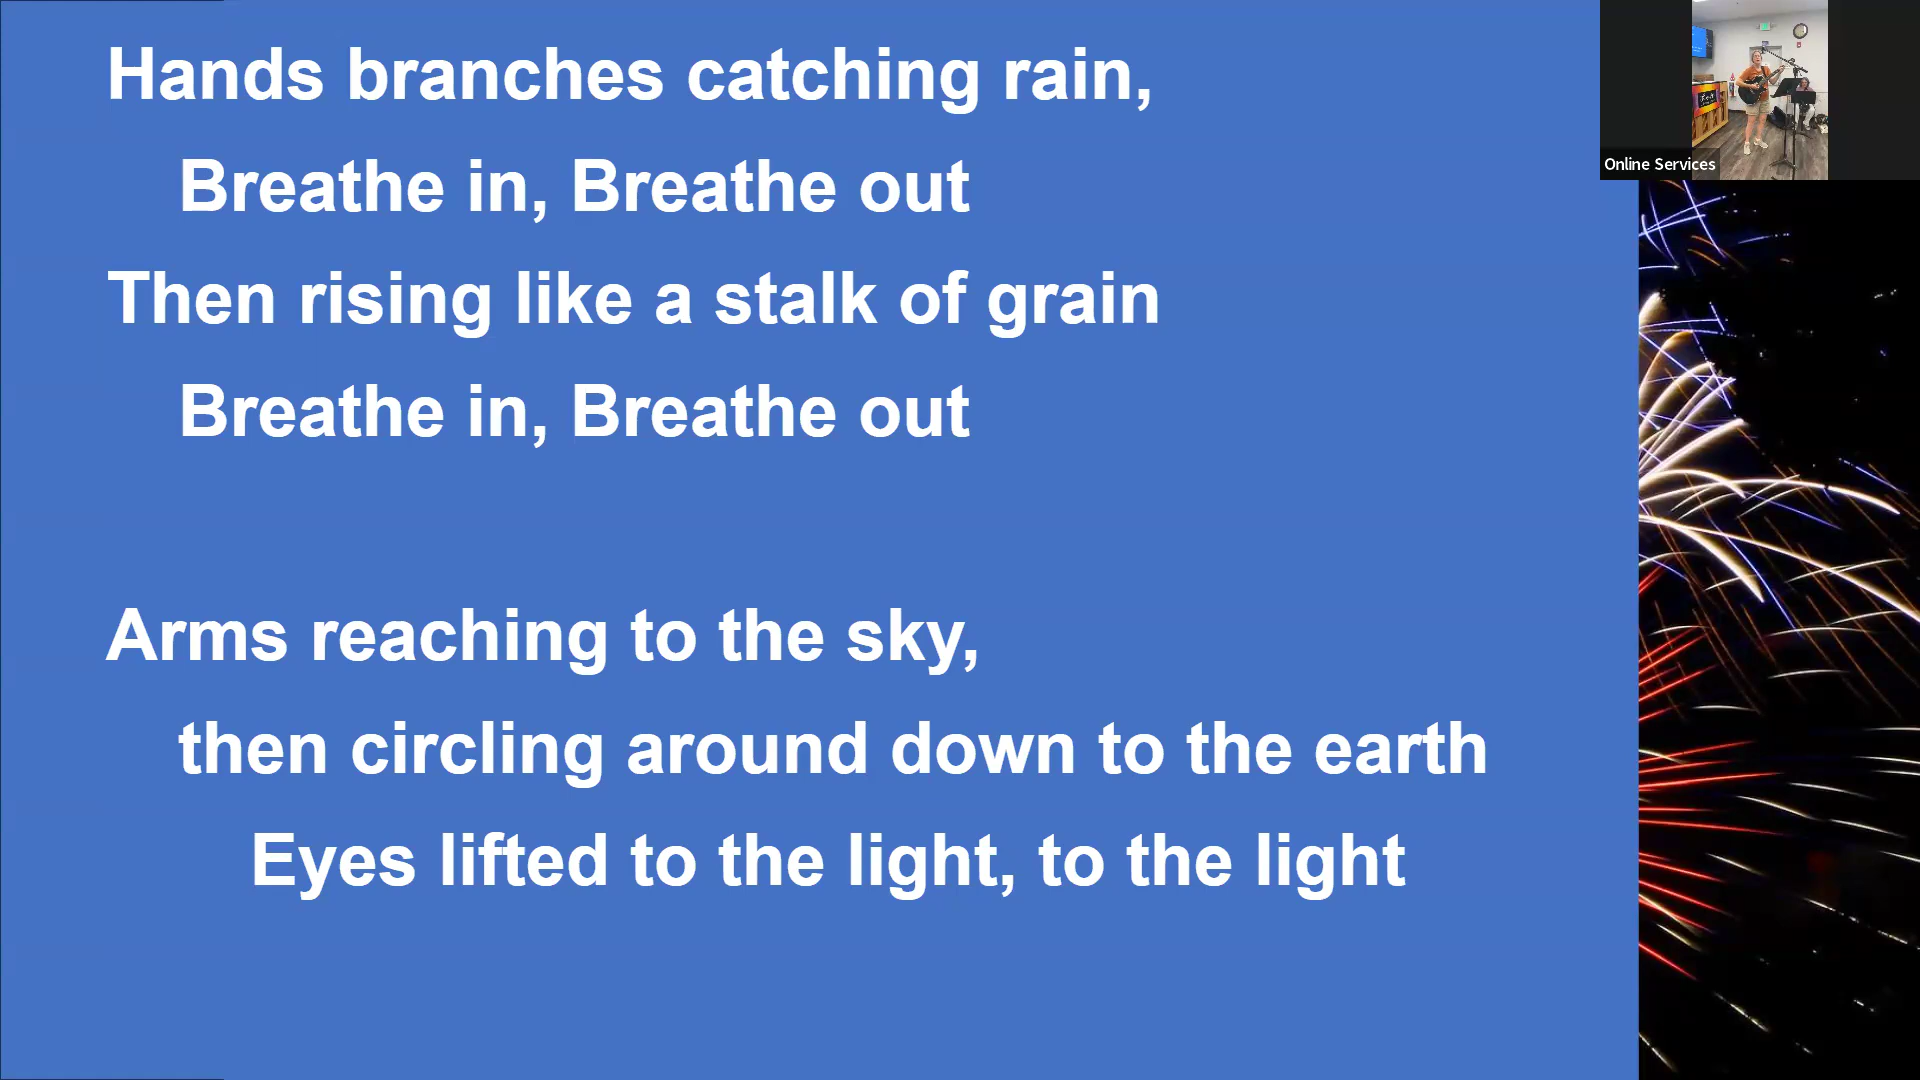 Hands branches catching rain,
Breathe in, Breathe out
Then rising like a stalk of grain
Breathe in, Breathe out
Arms reaching to the sky,
then circling around down to the earth
Eyes lifted to the light, to the light
Online Services